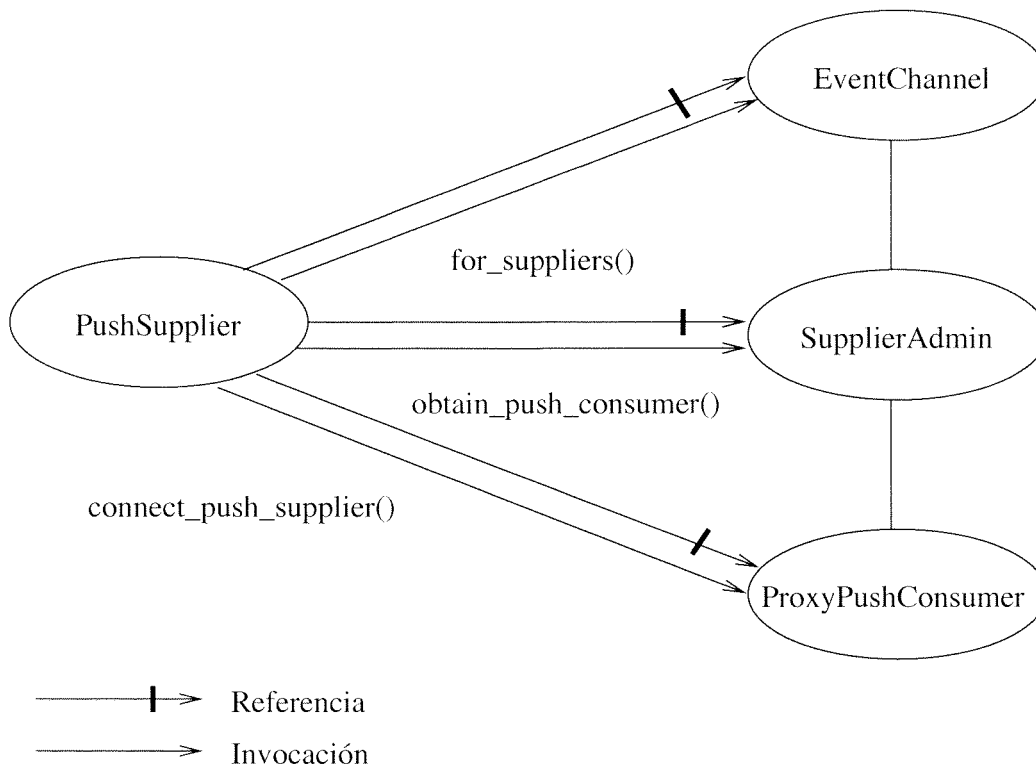 EventChannel
for_suppliers()
PushSupplier
SupplierAdmin
obtain_push_consumer()
connect_push_supplier()
ProxyPushConsumer
Referencia
Invocación